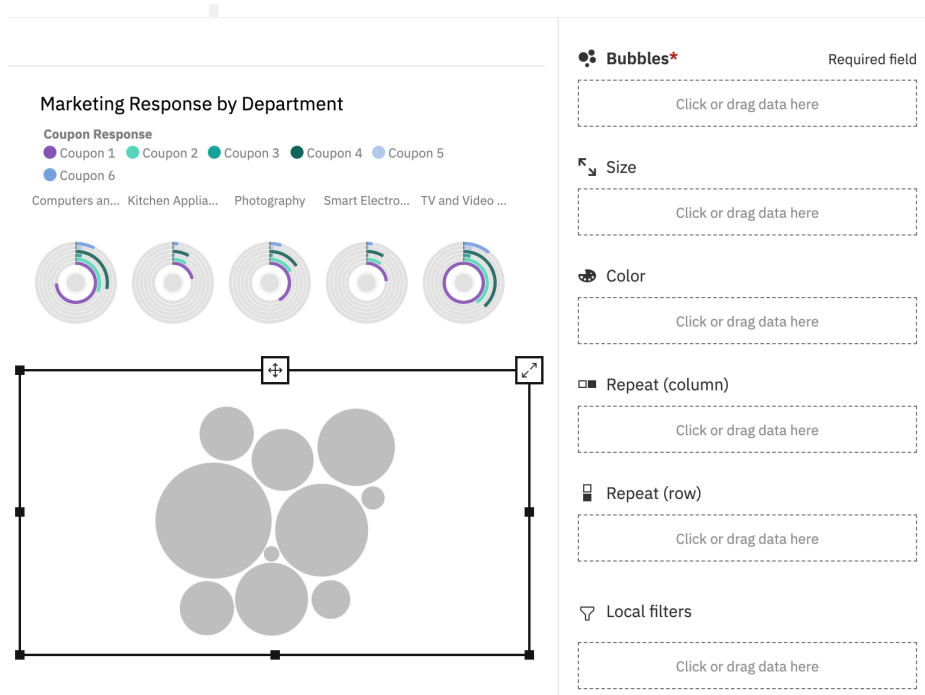 Marketing Response by Department
Coupon Response
Coupon 1 Coupon 2 Coupon 3 Coupon 4 Coupon 5
Coupon 6
Computers an... Kitchen Applia... Photography Smart Electro... TV and Video ...
Bubbles* Required field
Click or drag data here
Size
Click or drag data here
Color
Click or drag data here
Repeat (column)
Click or drag data here
Repeat (row)
Click or drag data here
Local filters
Click or drag data here